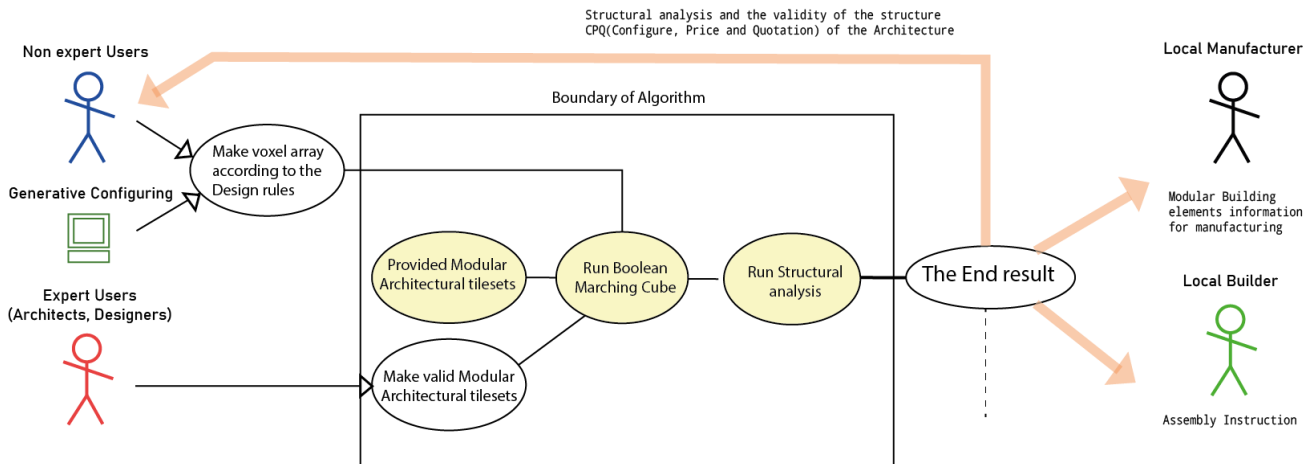 Structural analysis and the validity of the structure
CPQ(Configure, Price and Quotation) of the Architecture
Non expert Users
Local Manufacturer
Boundary of Algorithm
Make voxel array
according to the
Design rules
Generative Configuring
Modular Building
elements information
for manufacturing
Provided Modular
Architectural tilesets
Run Boolean
Marching Cube
Run Structural
analysis
The End result
Local Builder
Expert Users
(Architects, Designers)
Make valid Modular
Architectural tilesets
Assembly Instruction